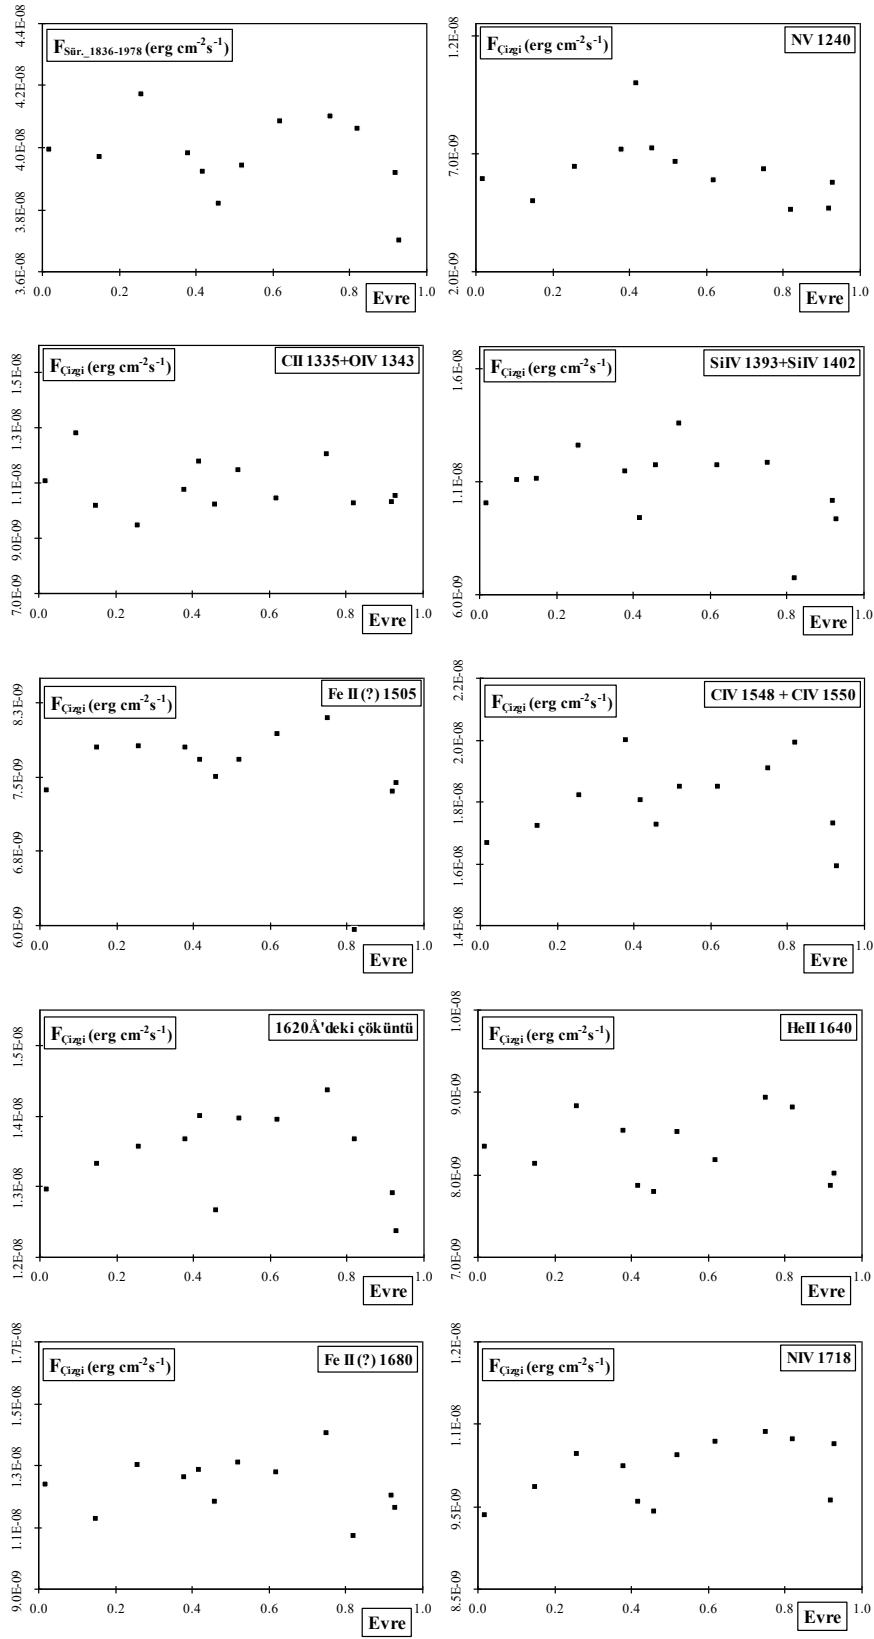 F_Sür._1836-1978 (erg cm⁻²s⁻¹)
4.4E-08
4.2E-08
4.0E-08
3.8E-08
3.6E-08
0.0 0.2 0.4 0.6 0.8 1.0
Evre
F_Çizgi (erg cm⁻²s⁻¹)
NV 1240
1.2E-08
7.0E-09
2.0E-09
0.0 0.2 0.4 0.6 0.8 1.0
Evre
F_Çizgi (erg cm⁻²s⁻¹)
CII 1335+OIV 1343
1.5E-08
1.3E-08
1.1E-08
9.0E-09
7.0E-09
0.0 0.2 0.4 0.6 0.8 1.0
Evre
F_Çizgi (erg cm⁻²s⁻¹)
SiIV 1393+SiIV 1402
1.6E-08
1.1E-08
6.0E-09
0.0 0.2 0.4 0.6 0.8 1.0
Evre
F_Çizgi (erg cm⁻²s⁻¹)
Fe II (?) 1505
8.3E-09
7.5E-09
6.8E-09
6.0E-09
0.0 0.2 0.4 0.6 0.8 1.0
Evre
F_Çizgi (erg cm⁻²s⁻¹)
CIV 1548 + CIV 1550
2.2E-08
2.0E-08
1.8E-08
1.6E-08
1.4E-08
0.0 0.2 0.4 0.6 0.8 1.0
Evre
F_Çizgi (erg cm⁻²s⁻¹)
1620Å'deki çöküntü
1.5E-08
1.4E-08
1.3E-08
1.2E-08
0.0 0.2 0.4 0.6 0.8 1.0
Evre
F_Çizgi (erg cm⁻²s⁻¹)
HeII 1640
1.0E-08
9.0E-09
8.0E-09
7.0E-09
0.0 0.2 0.4 0.6 0.8 1.0
Evre
F_Çizgi (erg cm⁻²s⁻¹)
Fe II (?) 1680
1.7E-08
1.5E-08
1.3E-08
1.1E-08
9.0E-09
0.0 0.2 0.4 0.6 0.8 1.0
Evre
F_Çizgi (erg cm⁻²s⁻¹)
NIV 1718
1.2E-08
1.1E-08
9.5E-09
8.5E-09
0.0 0.2 0.4 0.6 0.8 1.0
Evre